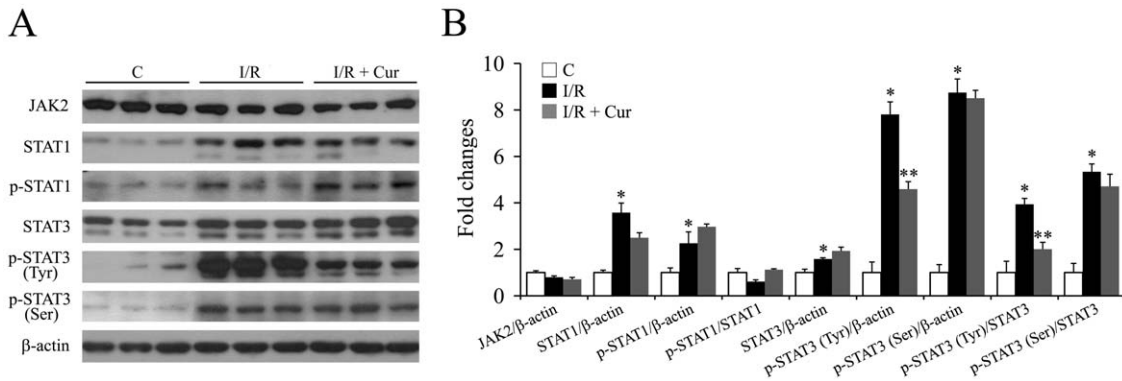 A
C I/R I/R + Cur
JAK2
STAT1
p-STAT1
STAT3
p-STAT3
(Tyr)
p-STAT3
(Ser)
β-actin
B
Fold changes
10
8
6
4
2
0
C
I/R
I/R + Cur
*
*
*
*
**
*
*
**
*
JAK2/β-actin
STAT1/β-actin
p-STAT1/β-actin
p-STAT1/STAT1
STAT3/β-actin
p-STAT3 (Tyr)/β-actin
p-STAT3 (Ser)/β-actin
p-STAT3 (Tyr)/STAT3
p-STAT3 (Ser)/STAT3